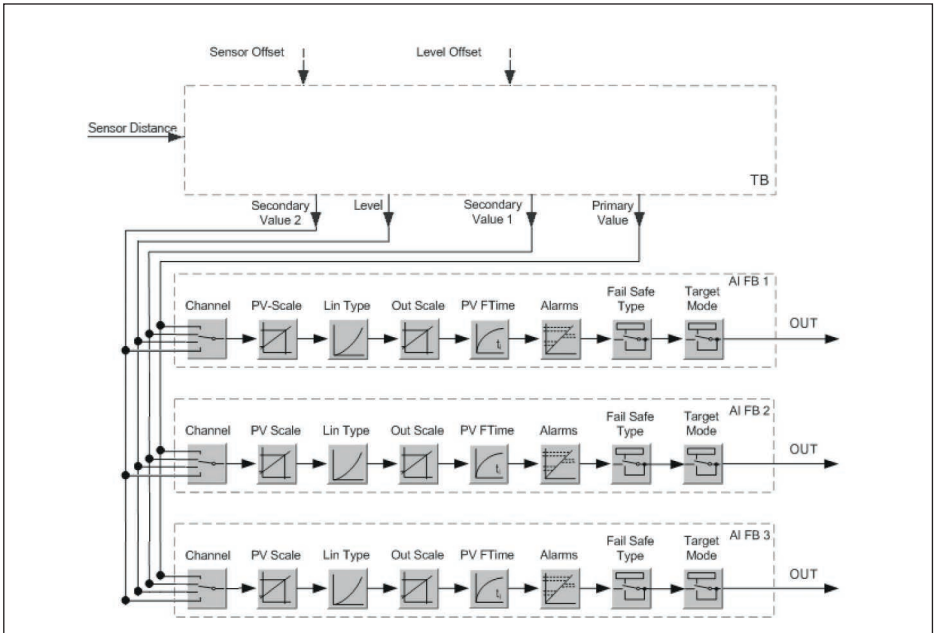 Sensor Offset
Level Offset
Sensor Distance
TB
Secondary
Value 2
Level
Secondary
Value 1
Primary
Value
AI FB 1
Channel
PV-Scale
Lin Type
Out Scale
PV FTime
Alarms
Fail Safe
Type
Target
Mode
OUT
t
AI FB 2
Channel
PV Scale
Lin Type
Out Scale
PV FTime
Alarms
Fail Safe
Type
Target
Mode
OUT
t
AI FB 3
Channel
PV Scale
Lin Type
Out Scale
PV FTime
Alarms
Fail Safe
Type
Target
Mode
OUT
t